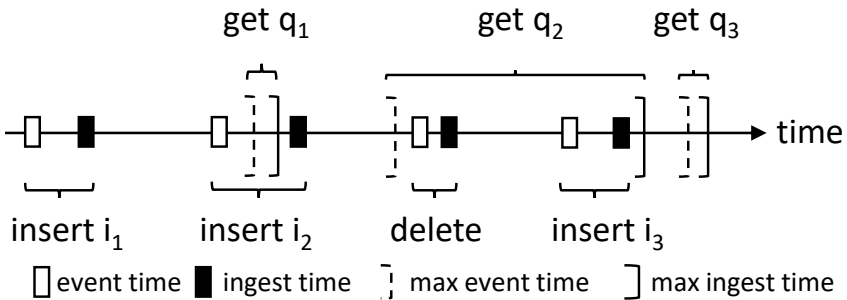 get q₁ get q₂ get q₃
time
insert i₁ insert i₂ delete insert i₃
event time ingest time max event time max ingest time